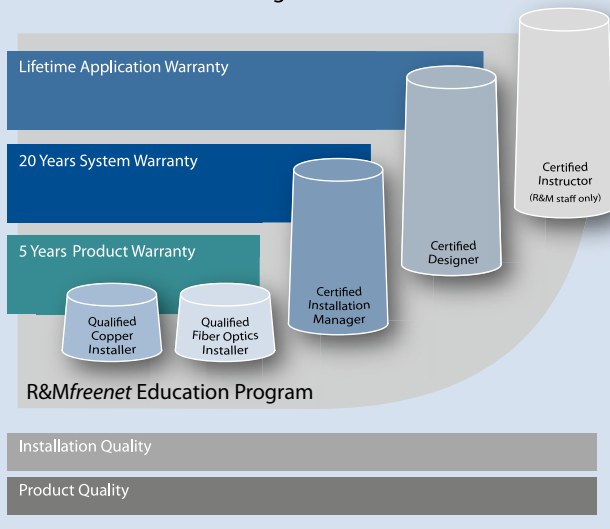 Lifetime Application Warranty
20 Years System Warranty
5 Years Product Warranty
Certified
Instructor
(R&M staff only)
Certified
Designer
Certified
Installation
Manager
Qualified
Copper
Installer
Qualified
Fiber Optics
Installer
R&Mfreenet Education Program
Installation Quality
Product Quality